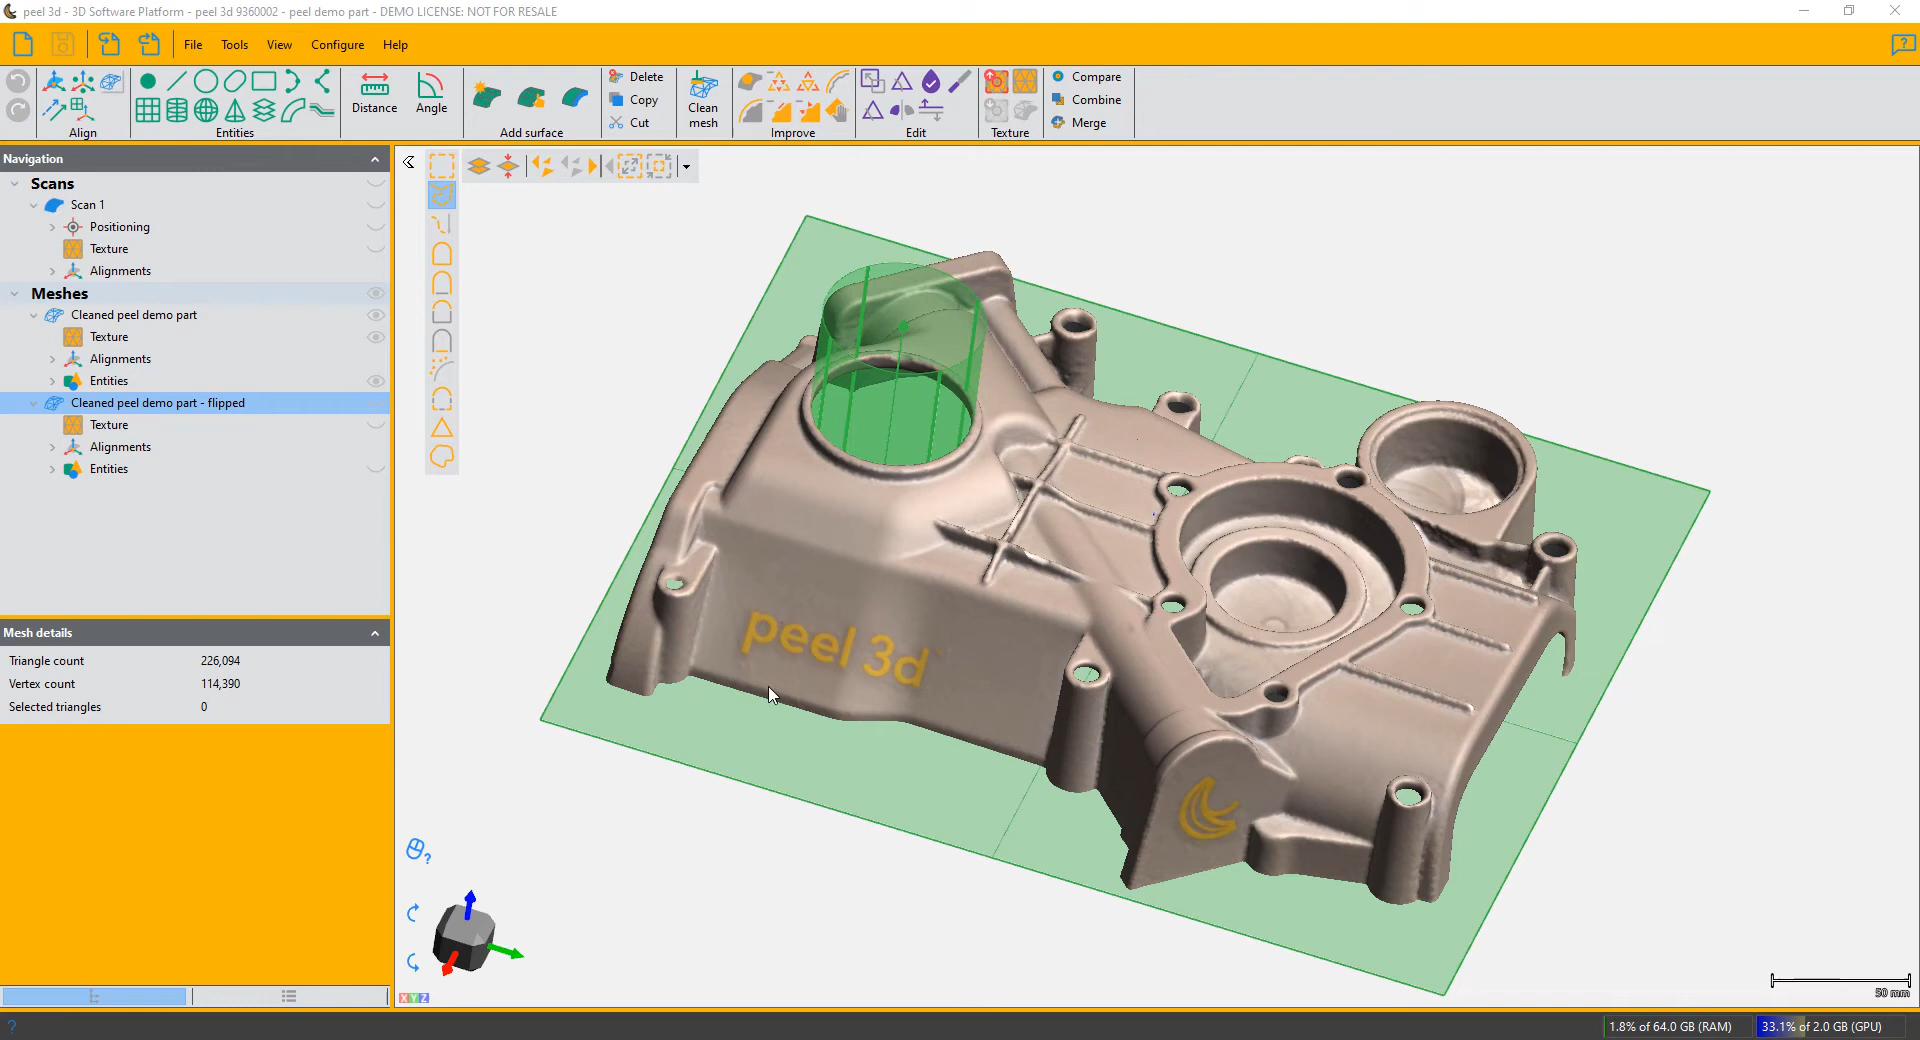 peel 3d - 3D Software Platform - peel 3d 9360002 - peel demo part - DEMO LICENSE: NOT FOR RESALE
File Tools View Configure Help
Align
Entities
Distance
Angle
Add surface
Delete
Copy
Cut
Clean
mesh
Improve
Edit
Texture
Compare
Combine
Merge
Navigation
Scans
Scan 1
Positioning
Texture
Alignments
Meshes
Cleaned peel demo part
Texture
Alignments
Entities
Cleaned peel demo part - flipped
Texture
Alignments
Entities
Mesh details
Triangle count 226,094
Vertex count 114,390
Selected triangles 0
peel 3d
XYZ
50 mm
1.8% of 64.0 GB (RAM)
33.1% of 2.0 GB (GPU)